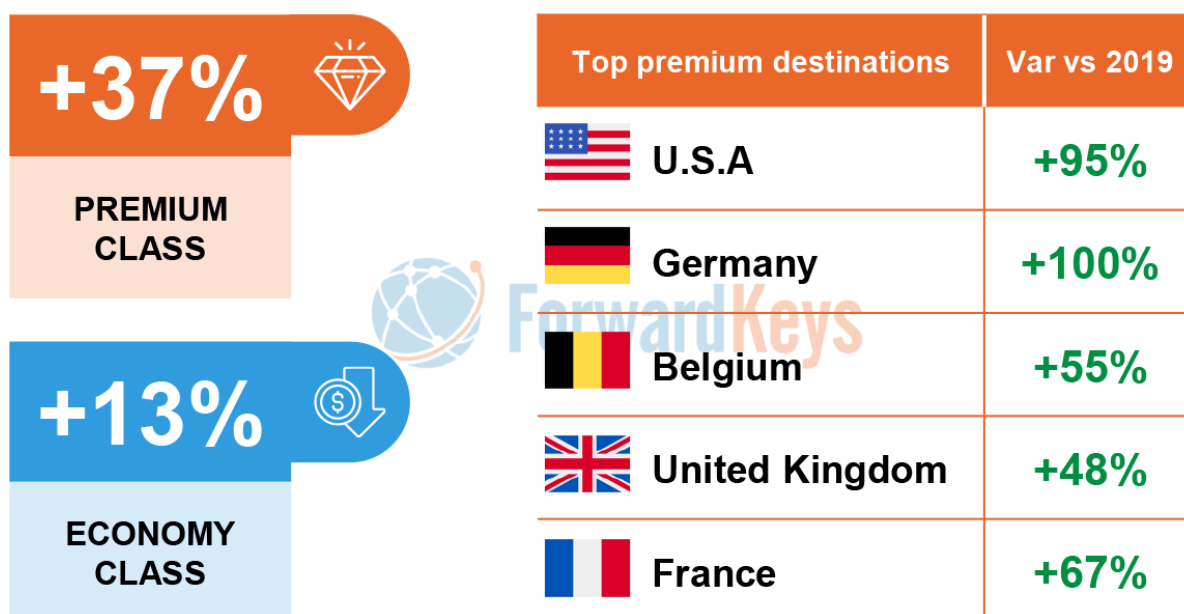 +37%
PREMIUM
CLASS
+13%
ECONOMY
CLASS
Top premium destinations Var vs 2019
U.S.A +95%
Germany +100%
Belgium +55%
United Kingdom +48%
France +67%
ForwardKeys
$